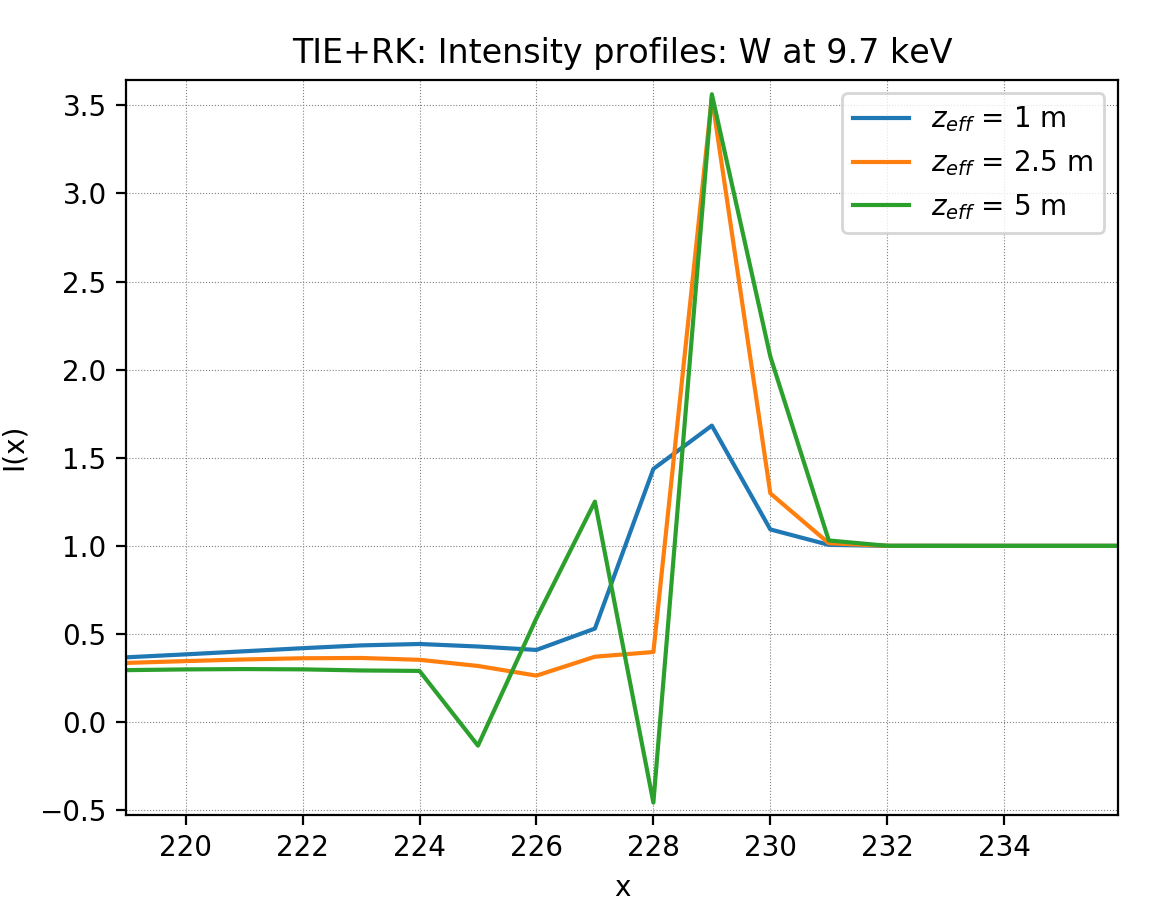 TIE+RK: Intensity profiles: W at 9.7 keV
z_eff = 1 m
z_eff = 2.5 m
z_eff = 5 m
I(x)
3.5
3.0
2.5
2.0
1.5
1.0
0.5
0.0
−0.5
220 222 224 226 228 230 232 234
x